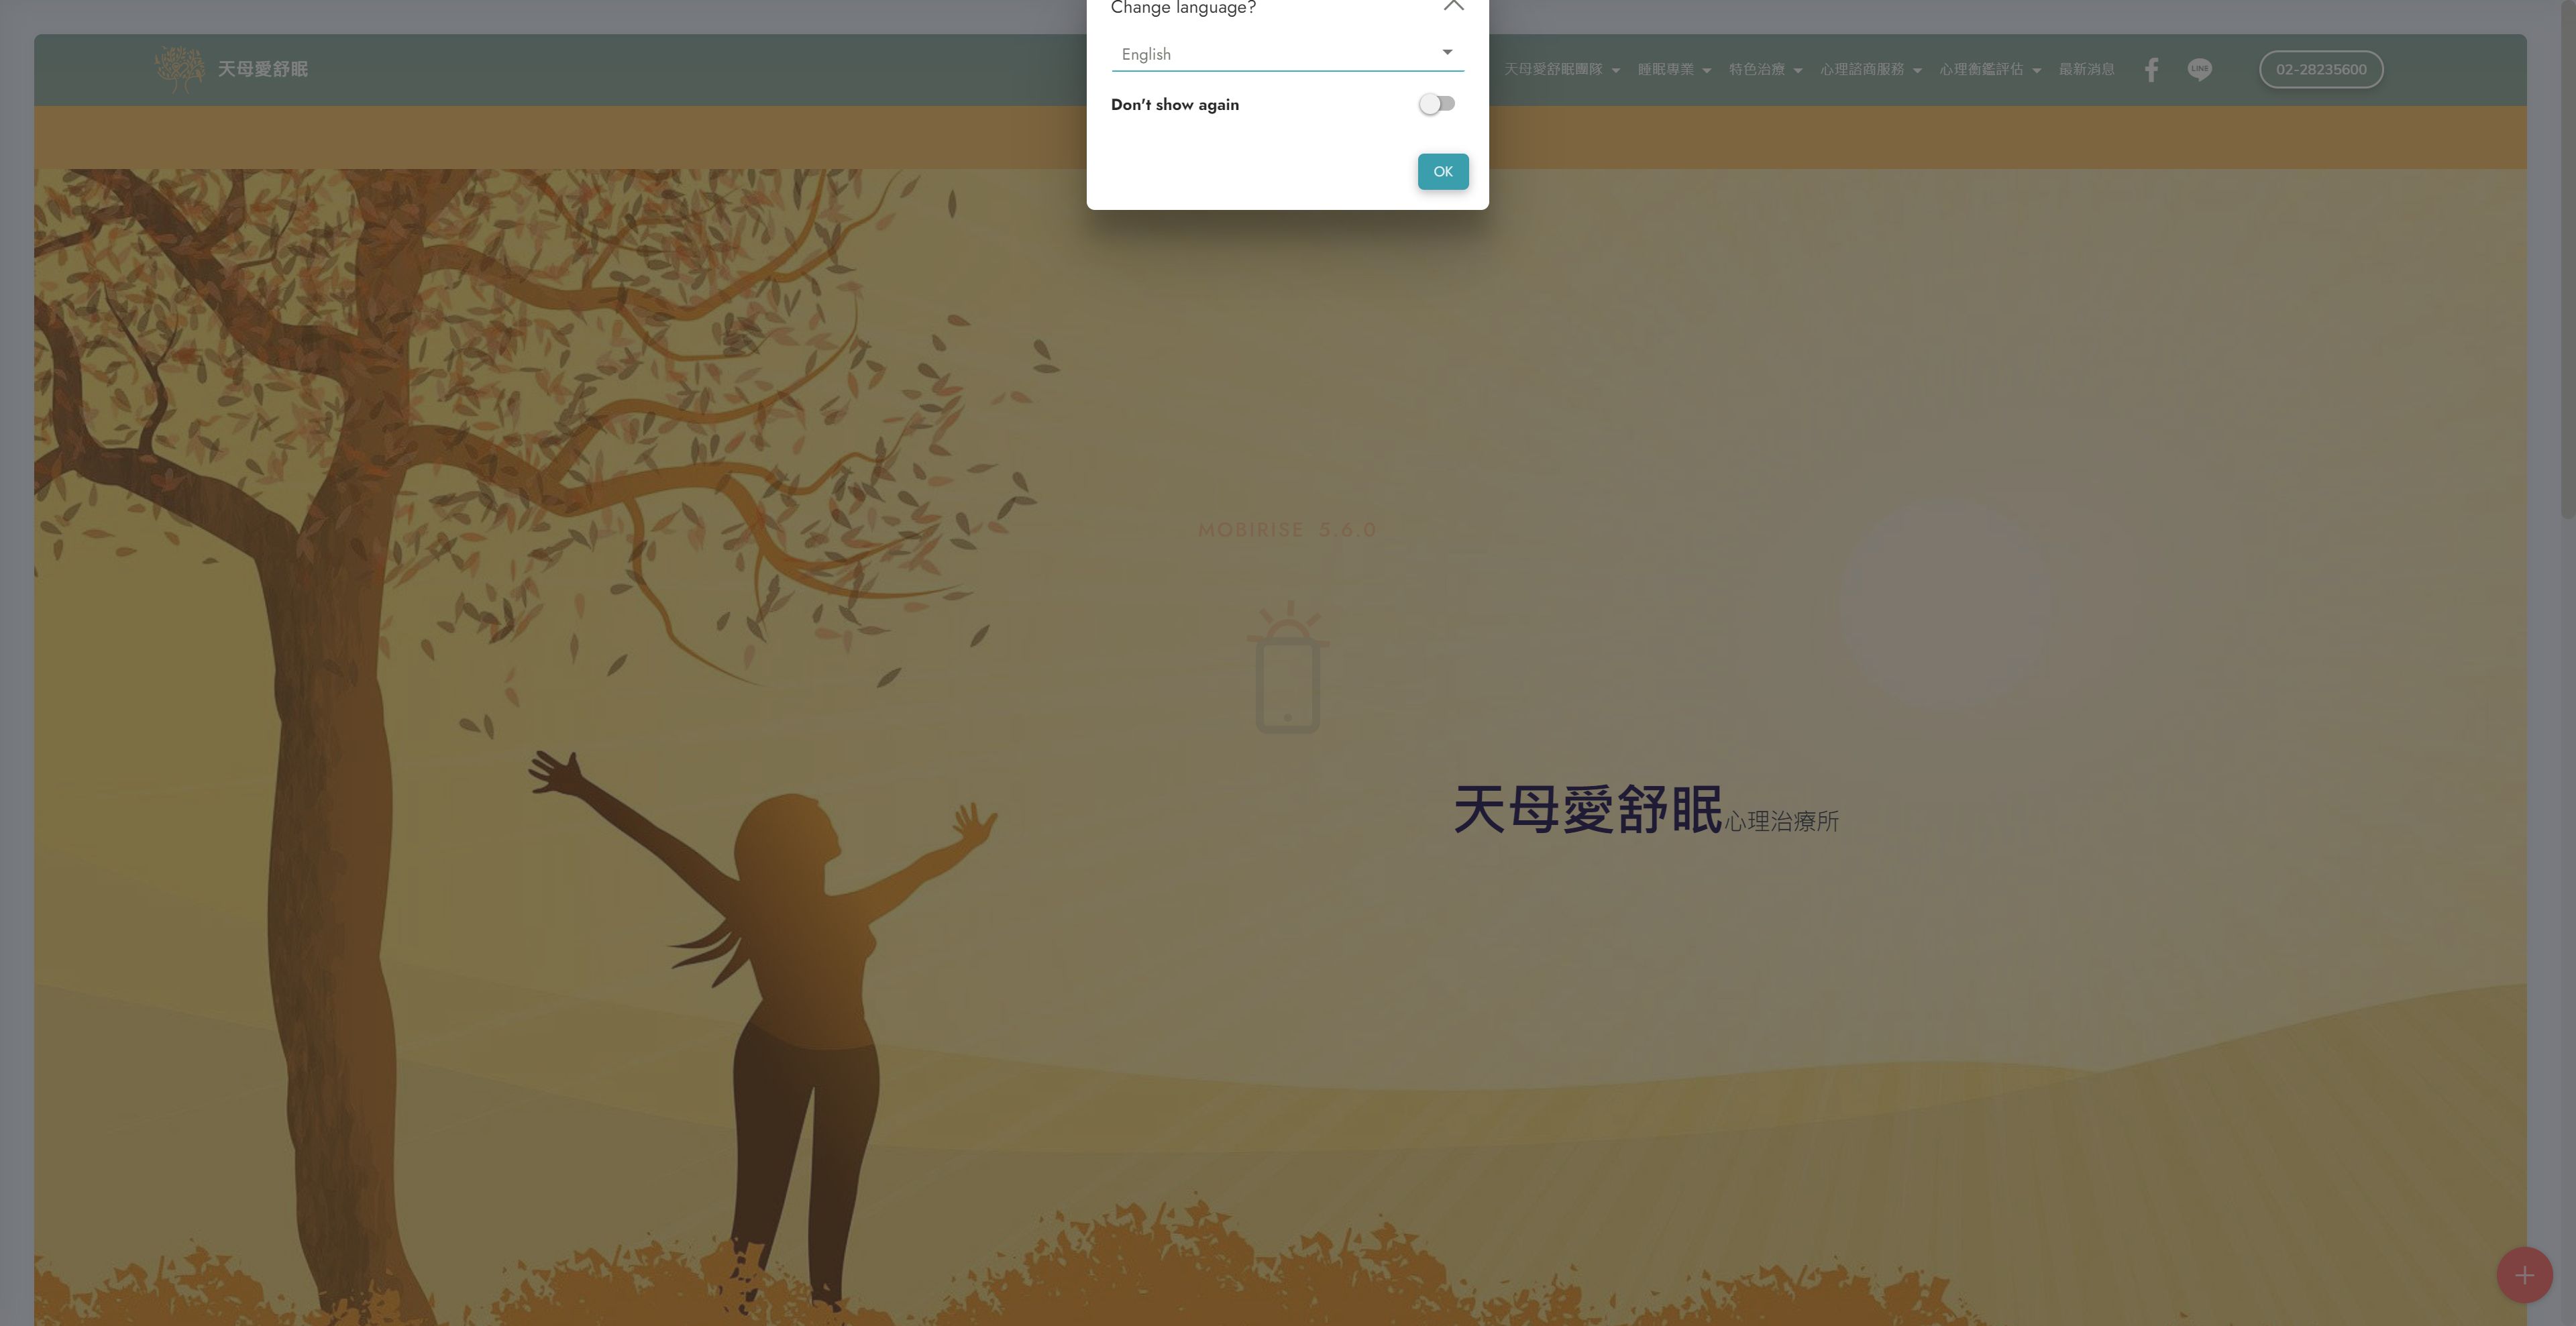 Change language?
English
Don't show again
OK
天母愛舒眠
天母愛舒眠團隊 睡眠專業 特色治療 心理諮商服務 心理衡鑑評估 最新消息 LINE 02-28235600
MOBIRISE 5.6.0
天母愛舒眠心理治療所